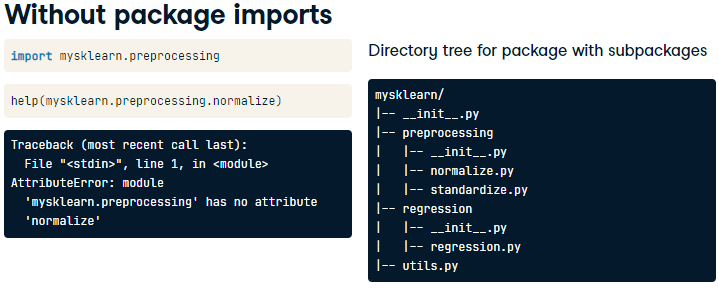 Without package imports
import mysklearn.preprocessing
help(mysklearn.preprocessing.normalize)
Traceback (most recent call last):
  File "<stdin>", line 1, in <module>
AttributeError: module
  'mysklearn.preprocessing' has no attribute
  'normalize'
Directory tree for package with subpackages
mysklearn/
|-- __init__.py
|-- preprocessing
|   |-- __init__.py
|   |-- normalize.py
|   |-- standardize.py
|-- regression
|   |-- __init__.py
|   |-- regression.py
|-- utils.py